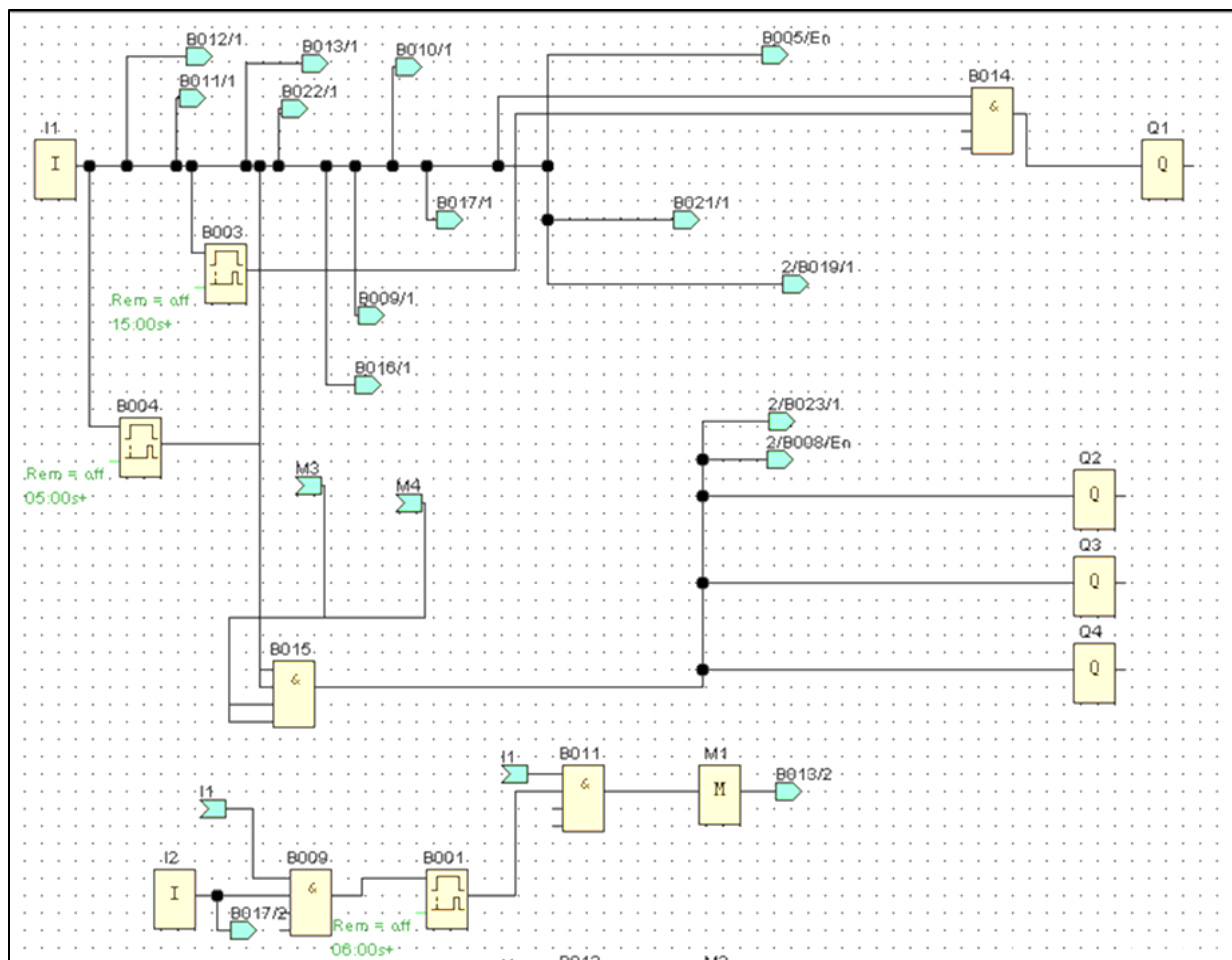 B012/1
B013/1
B010/1
B005/En
B011/1
B022/1
B014
&
I1
I
Q1
Q
B017/1
B021/1
B003
2/B019/1
Rem = off
15:00s+
B009/1
B016/1
B004
2/B023/1
2/B008/En
Rem = off
05:00s+
M3
M4
Q2
Q
Q3
Q
Q4
Q
B015
&
I1
B011
&
M1
M
B013/2
I1
I2
I
B009
&
B001
B017/2
Rem = off
06:00s+